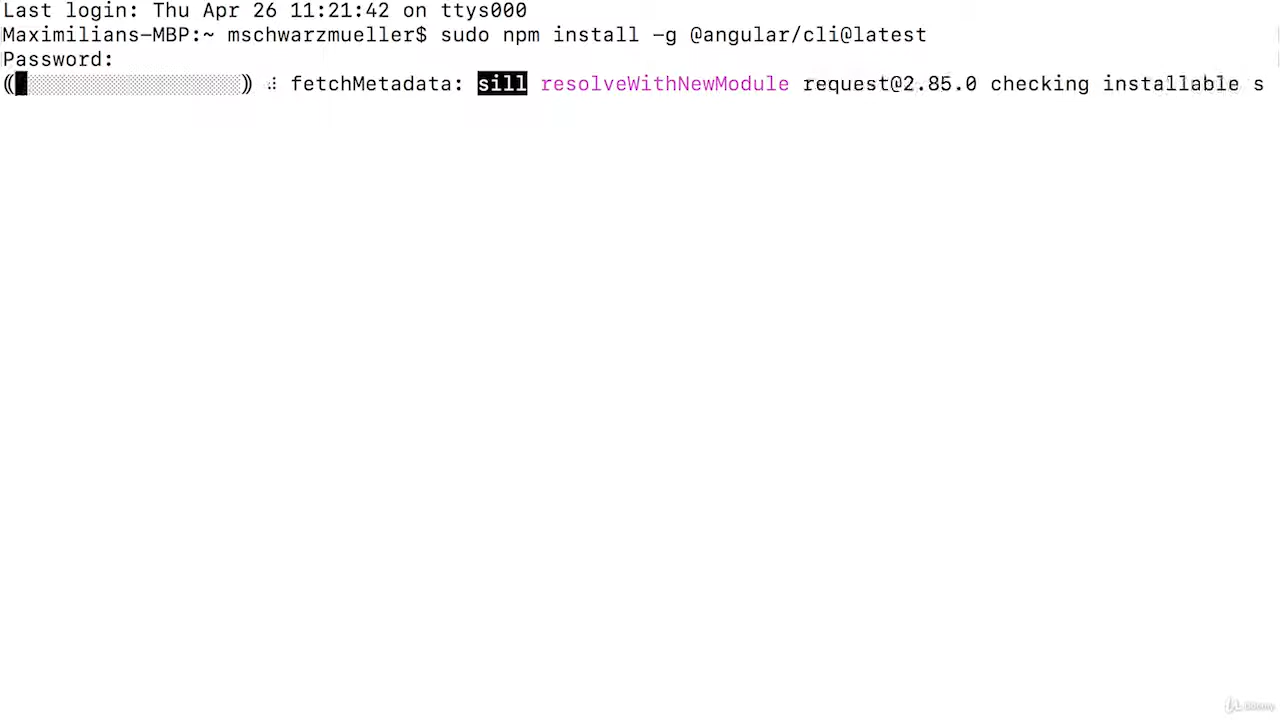 Last login: Thu Apr 26 11:21:42 on ttys000
Maximilians-MBP:~ mschwarzmueller$ sudo npm install -g @angular/cli@latest
Password:
(( ) ⠼ fetchMetadata: sill resolveWithNewModule request@2.85.0 checking installable s
Udemy